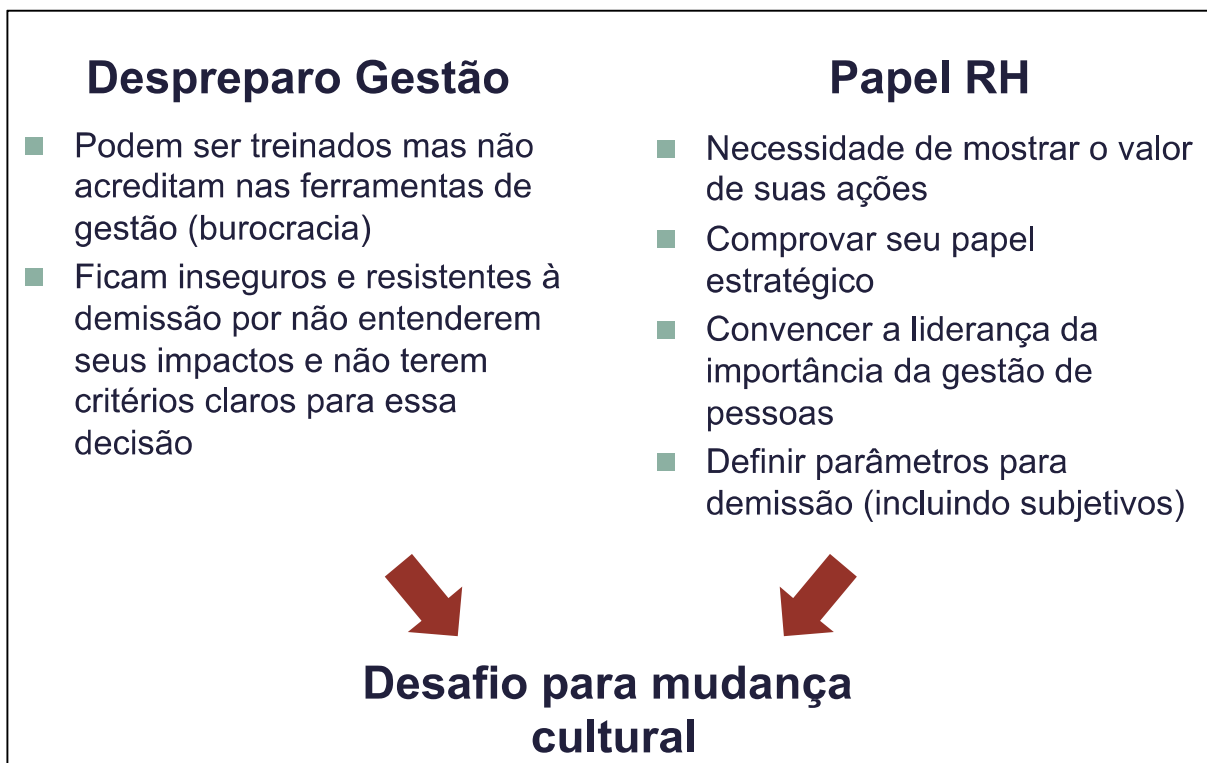 Despreparo Gestão
Podem ser treinados mas não
acreditam nas ferramentas de
gestão (burocracia)
Ficam inseguros e resistentes à
demissão por não entenderem
seus impactos e não terem
critérios claros para essa
decisão
Papel RH
Necessidade de mostrar o valor
de suas ações
Comprovar seu papel
estratégico
Convencer a liderança da
importância da gestão de
pessoas
Definir parâmetros para
demissão (incluindo subjetivos)
Desafio para mudança
cultural